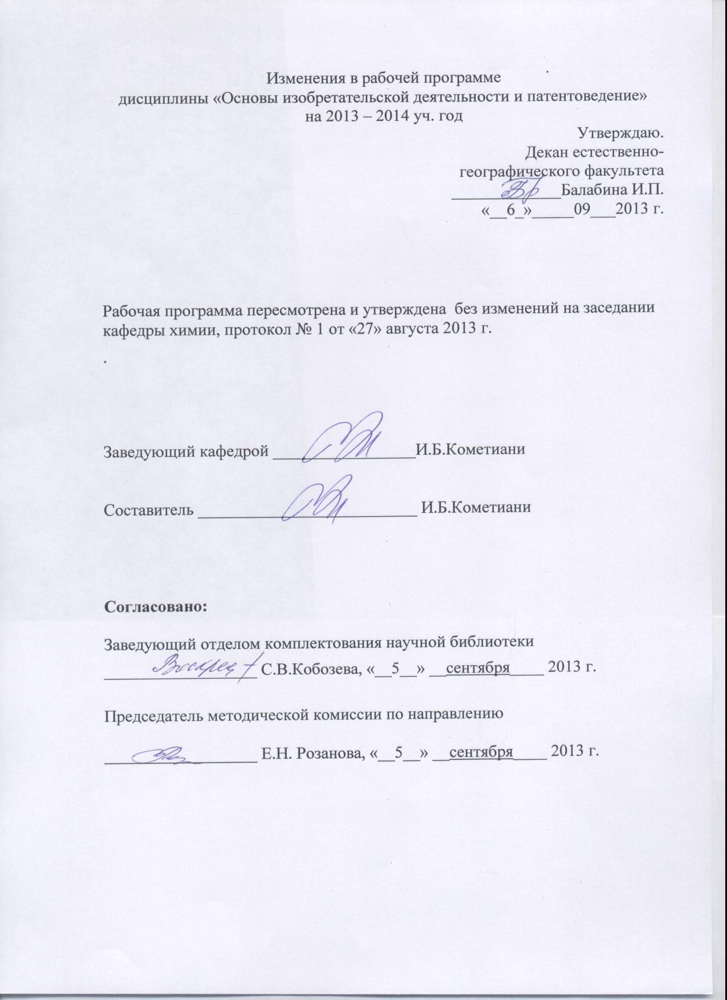 Изменения в рабочей программе
дисциплины «Основы изобретательской деятельности и патентоведение»
на 2013 – 2014 уч. год
Утверждаю.
Декан естественно-
географического факультета
_____________Балабина И.П.
«__6_»_____09___2013 г.
Рабочая программа пересмотрена и утверждена  без изменений на заседании
кафедры химии, протокол № 1 от «27» августа 2013 г.
.
Заведующий кафедрой _________________И.Б.Кометиани
Составитель __________________________ И.Б.Кометиани
Согласовано:
Заведующий отделом комплектования научной библиотеки
__________________ С.В.Кобозева, «__5__» __сентября____ 2013 г.
Председатель методической комиссии по направлению
__________________ Е.Н. Розанова, «__5__» __сентября____ 2013 г.